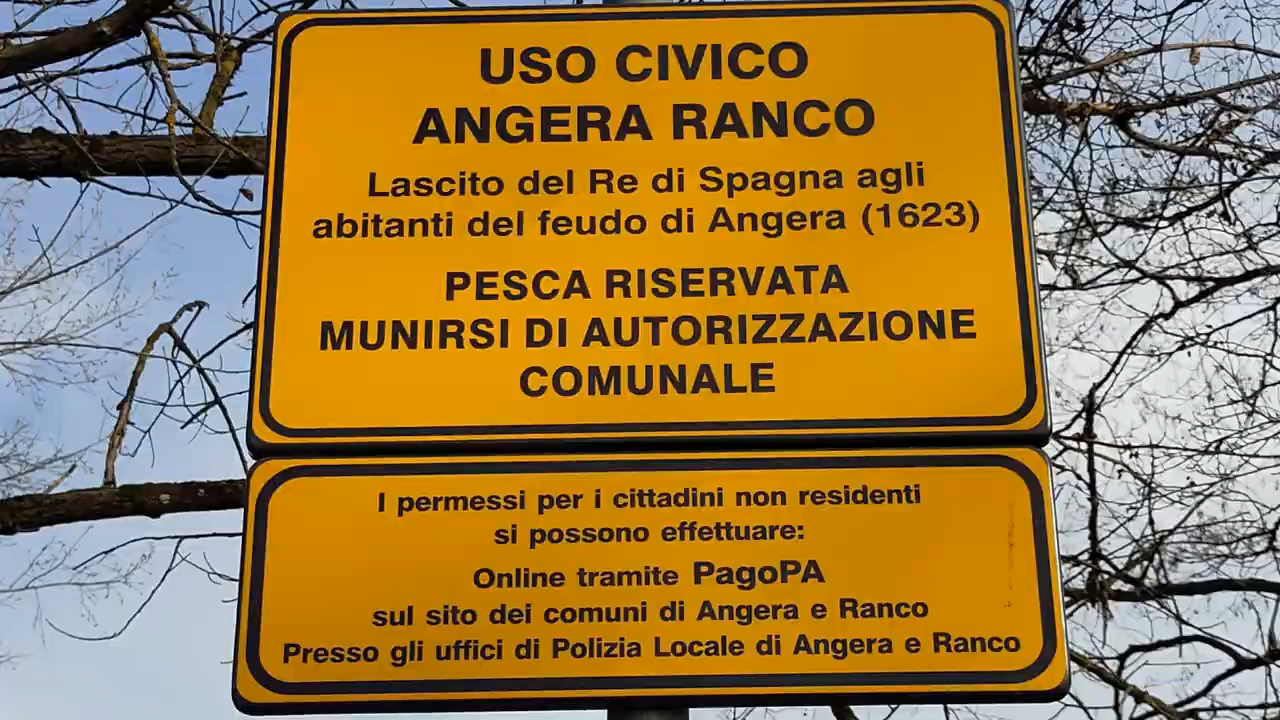 USO CIVICO
ANGERA RANCO
Lascito del Re di Spagna agli
abitanti del feudo di Angera (1623)
PESCA RISERVATA
MUNIRSI DI AUTORIZZAZIONE
COMUNALE
I permessi per i cittadini non residenti
si possono effettuare:
Online tramite PagoPA
sul sito dei comuni di Angera e Ranco
Presso gli uffici di Polizia Locale di Angera e Ranco